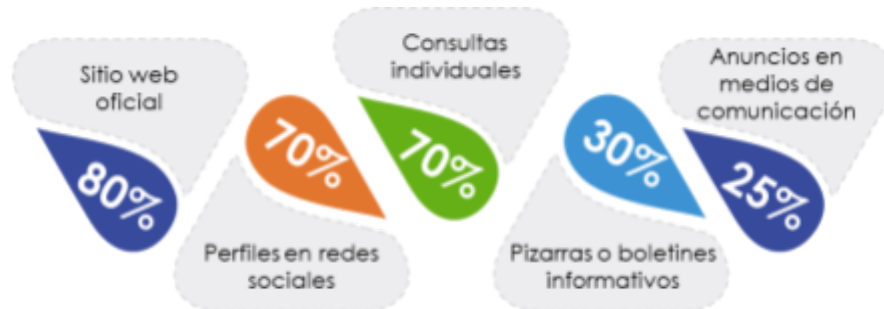 Sitio web
oficial
80%
70%
Perfiles en redes
sociales
Consultas
individuales
70%
30%
Pizarras o boletines
informativos
Anuncios en
medios de
comunicación
25%